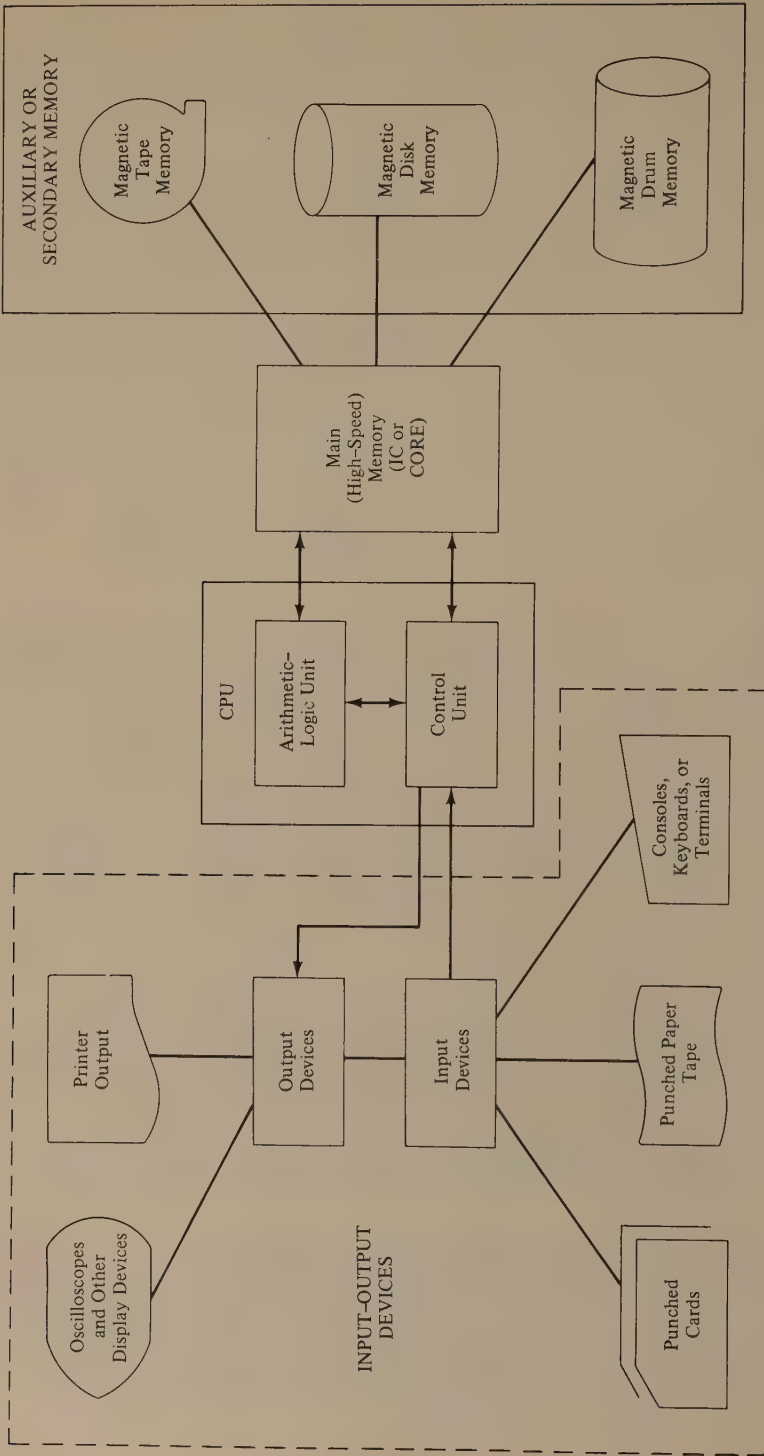 Oscilloscopes
and Other
Display Devices
Printer
Output
INPUT–OUTPUT
DEVICES
Output
Devices
Input
Devices
Punched
Cards
Punched Paper
Tape
Consoles,
Keyboards, or
Terminals
CPU
Arithmetic–
Logic Unit
Control
Unit
Main
(High–Speed)
Memory
(IC or
CORE)
AUXILIARY OR
SECONDARY MEMORY
Magnetic
Tape
Memory
Magnetic
Disk
Memory
Magnetic
Drum
Memory